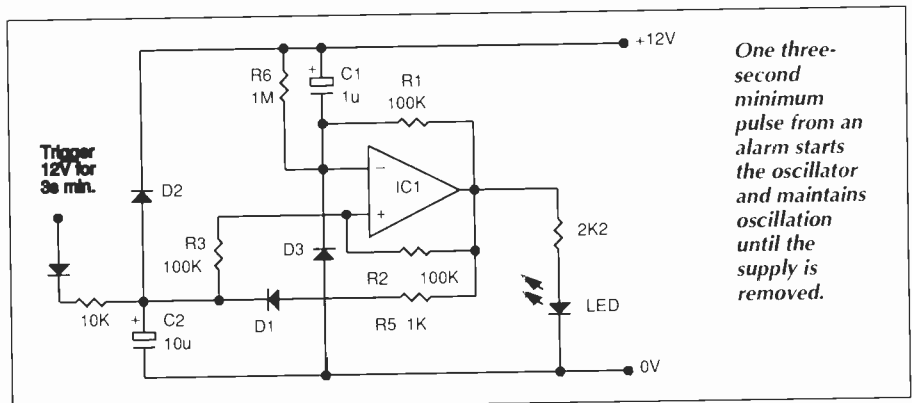 +12V
R6
1M
+
C1
1u
R1
100K
Trigger
12V for
3s min.
D2
−
IC1
+
R3
100K
D3
R2
100K
2K2
10K
+
C2
10u
D1
R5 1K
LED
0V
One three-
second
minimum
pulse from an
alarm starts
the oscillator
and maintains
oscillation
until the
supply is
removed.